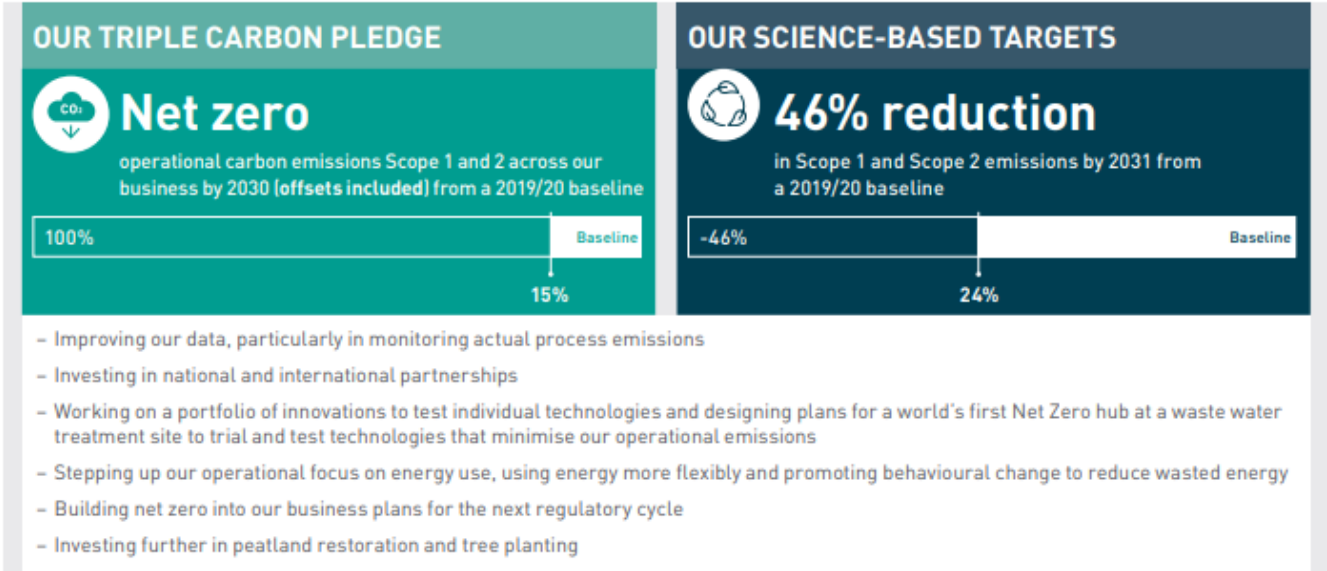 OUR TRIPLE CARBON PLEDGE
CO₂
Net zero
operational carbon emissions Scope 1 and 2 across our
business by 2030 (offsets included) from a 2019/20 baseline
100%
Baseline
15%
OUR SCIENCE-BASED TARGETS
46% reduction
in Scope 1 and Scope 2 emissions by 2031 from
a 2019/20 baseline
-46%
Baseline
24%
– Improving our data, particularly in monitoring actual process emissions
– Investing in national and international partnerships
– Working on a portfolio of innovations to test individual technologies and designing plans for a world's first Net Zero hub at a waste water
treatment site to trial and test technologies that minimise our operational emissions
– Stepping up our operational focus on energy use, using energy more flexibly and promoting behavioural change to reduce wasted energy
– Building net zero into our business plans for the next regulatory cycle
– Investing further in peatland restoration and tree planting